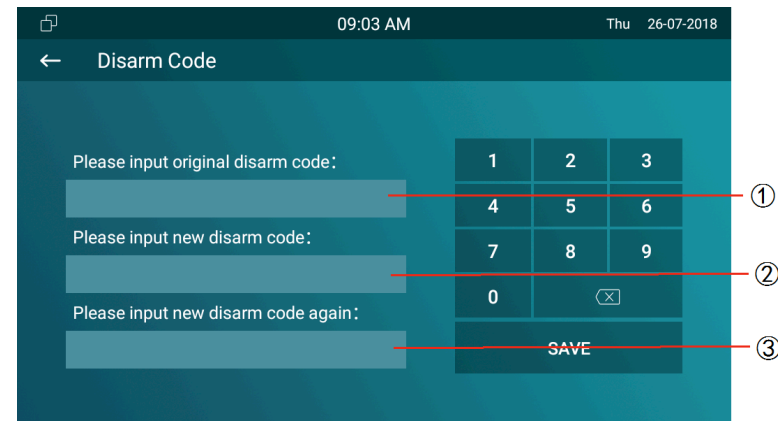 09:03 AM Thu 26-07-2018
← Disarm Code
Please input original disarm code:
Please input new disarm code:
Please input new disarm code again:
1 2 3
4 5 6
7 8 9
0
SAVE
①
②
③